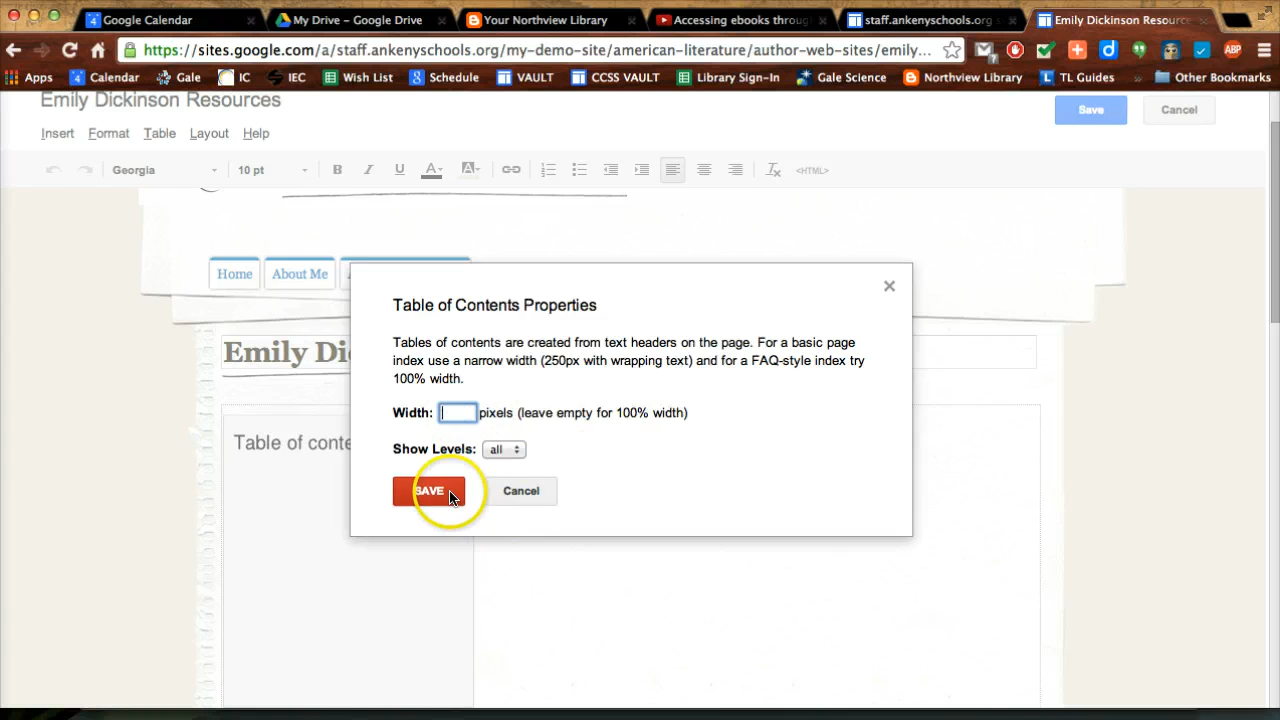 Google Calendar
My Drive – Google Drive
Your Northview Library
Accessing ebooks throug
staff.ankenyschools.org
Emily Dickinson Resource
https://sites.google.com/a/staff.ankenyschools.org/my-demo-site/american-literature/author-web-sites/emily...
Apps
4 Calendar
Gale
IC
IEC
Wish List
8 Schedule
VAULT
CCSS VAULT
Library Sign-In
Gale Science
Northview Library
TL Guides
»
Other Bookmarks
Emily Dickinson Resources
Save
Cancel
Insert Format Table Layout Help
Georgia
10 pt
B I U A A
<HTML>
Home
About Me
Emily Di
Table of conte
Table of Contents Properties
Tables of contents are created from text headers on the page. For a basic page
index use a narrow width (250px with wrapping text) and for a FAQ-style index try
100% width.
Width: pixels (leave empty for 100% width)
Show Levels: all
SAVE
Cancel